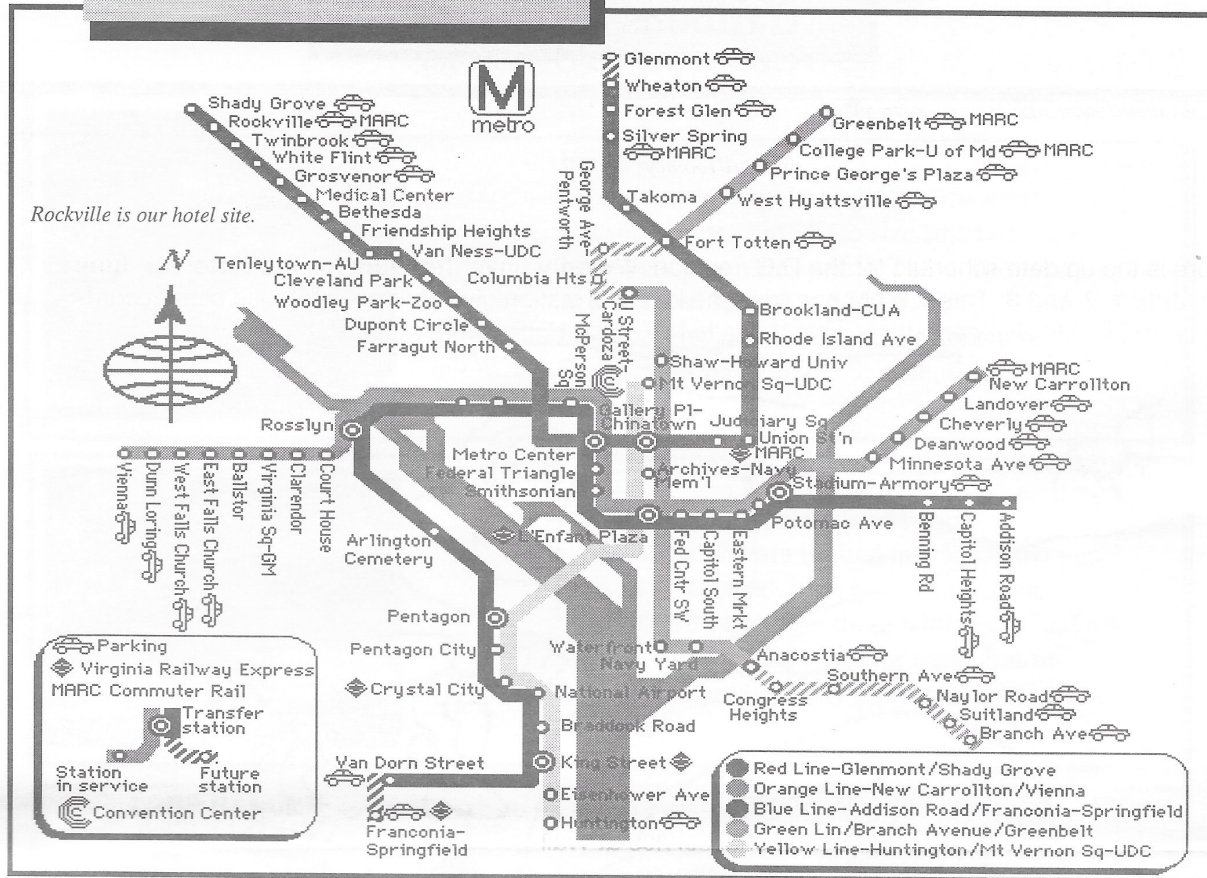 M
metro
Glenmont
Wheaton
Forest Glen
Silver Spring
MARC
Takoma
Fort Totten
Brookland-CUA
Rhode Island Ave
Greenbelt MARC
College Park-U of Md MARC
Prince George's Plaza
West Hyattsville
Shady Grove
Rockville MARC
Twinbrook
White Flint
Grosvenor
Medical Center
Bethesda
Friendship Heights
Van Ness-UDC
Tenleytown-AU
Cleveland Park
Woodley Park-Zoo
Dupont Circle
Farragut North
Rockville is our hotel site.
N
George Ave-
Pentworth
Columbia Hts
U Street-
Cardoza
McPerson
Sq
Shaw-Howard Univ
Mt Vernon Sq-UDC
Gallery P1-
Chinatown
Judiciary Sq
Union St'n
MARC
MARC
New Carrollton
Landover
Cheverly
Deanwood
Minnesota Ave
Stadium-Armory
Potomac Ave
Rosslyn
Metro Center
Federal Triangle
Smithsonian
Archives-Navy
Mem'l
L'Enfant Plaza
Vienna
Dunn Loring
West Falls Church
East Falls Church
Ballstor
Virginia Sq-GM
Clarendor
Court House
Arlington
Cemetery
Fed Cntr SW
Capitol South
Eastern Mrkt
Benning Rd
Capitol Heights
Addison Road
Pentagon
Pentagon City
Crystal City
National Airport
Braddock Road
King Street
Eisenhower Ave
Huntington
Van Dorn Street
Franconia-
Springfield
Waterfront
Navy Yard
Anacostia
Congress
Heights
Southern Ave
Naylor Road
Suitland
Branch Ave
Parking
Virginia Railway Express
MARC Commuter Rail
Transfer
station
Station
in service
Future
station
Convention Center
Red Line-Glenmont/Shady Grove
Orange Line-New Carrollton/Vienna
Blue Line-Addison Road/Franconia-Springfield
Green Lin/Branch Avenue/Greenbelt
Yellow Line-Huntington/Mt Vernon Sq-UDC